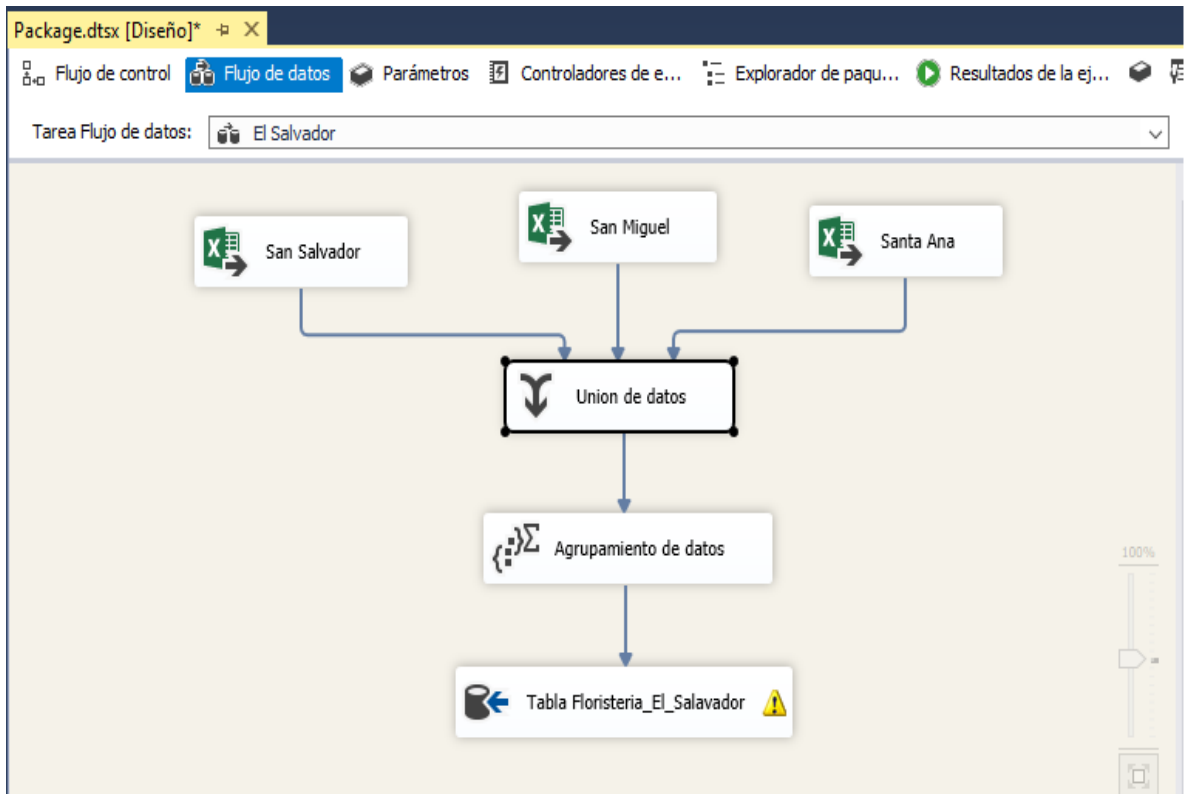 Package.dtsx [Diseño]*
Flujo de control Flujo de datos Parámetros Controladores de e... Explorador de paqu... Resultados de la ej...
Tarea Flujo de datos: El Salvador
San Salvador
San Miguel
Santa Ana
Union de datos
Agrupamiento de datos
100%
Tabla Floristeria_El_Salavador